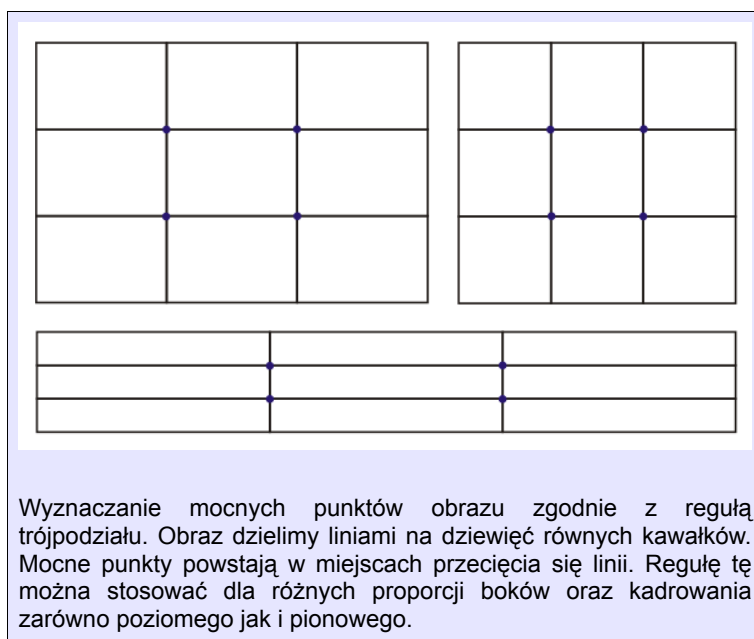 Wyznaczanie mocnych punktów obrazu zgodnie z regułą
trójpodziału. Obraz dzielimy liniami na dziewięć równych kawałków.
Mocne punkty powstają w miejscach przecięcia się linii. Regułę tę
można stosować dla różnych proporcji boków oraz kadrowania
zarówno poziomego jak i pionowego.